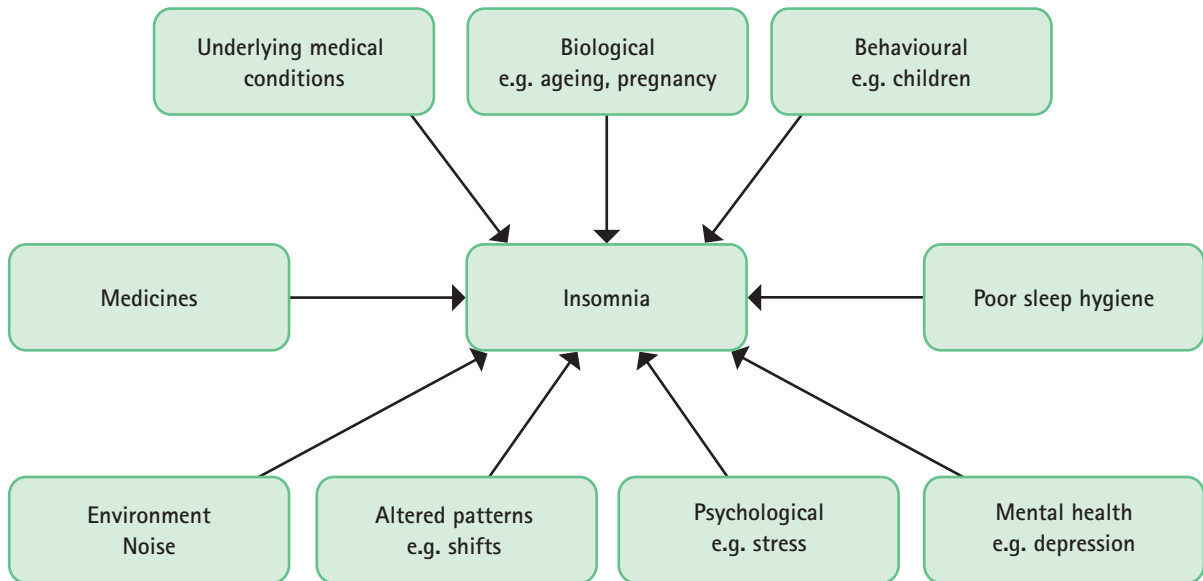 Underlying medical
conditions
Biological
e.g. ageing, pregnancy
Behavioural
e.g. children
Medicines
Insomnia
Poor sleep hygiene
Environment
Noise
Altered patterns
e.g. shifts
Psychological
e.g. stress
Mental health
e.g. depression